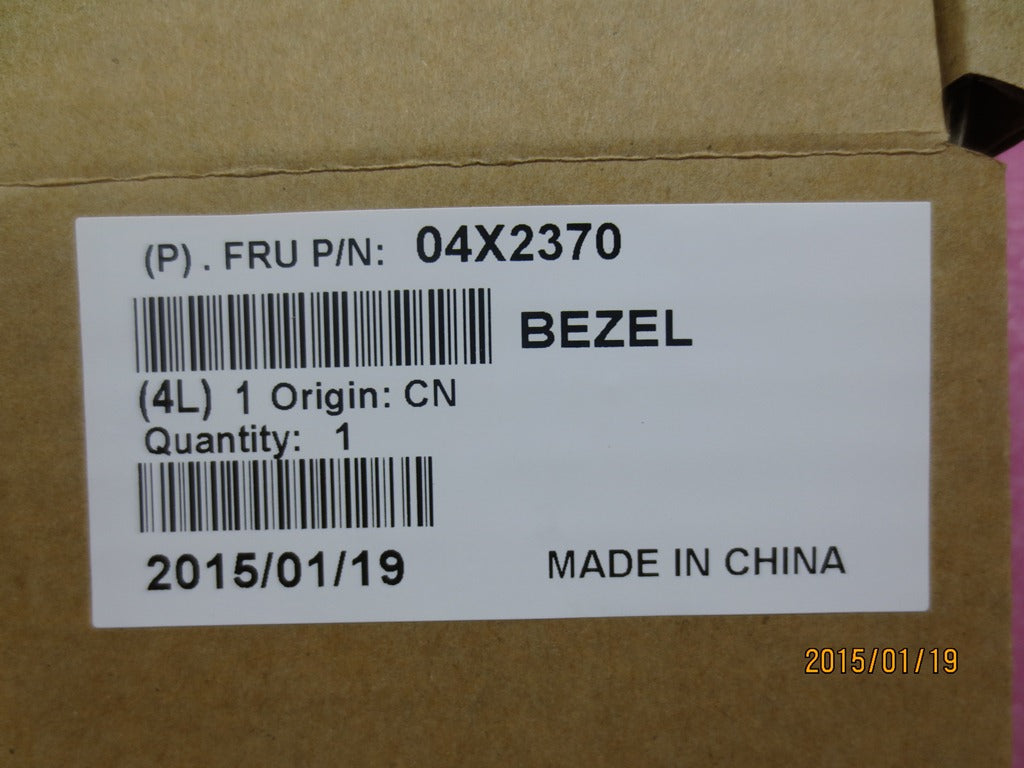 (P) . FRU P/N: 04X2370
BEZEL
(4L) 1 Origin: CN
Quantity: 1
2015/01/19
MADE IN CHINA
2015/01/19